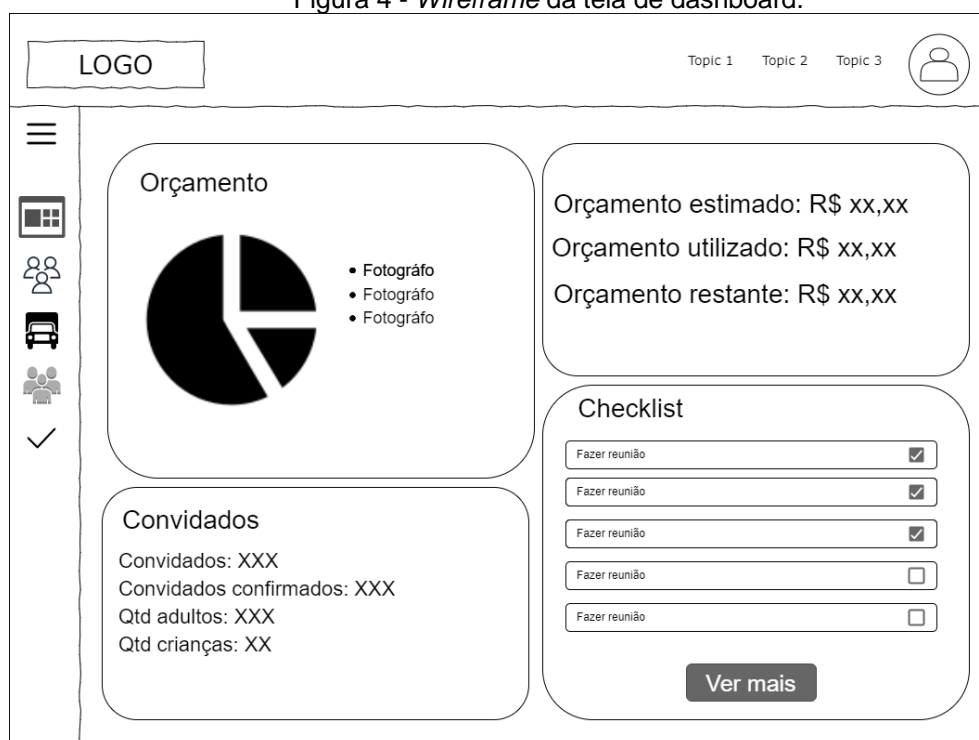 Figura 4 - Wireframe da tela de dashboard.
LOGO
Topic 1 Topic 2 Topic 3
Orçamento
• Fotográfo
• Fotográfo
• Fotográfo
Orçamento estimado: R$ xx,xx
Orçamento utilizado: R$ xx,xx
Orçamento restante: R$ xx,xx
Convidados
Convidados: XXX
Convidados confirmados: XXX
Qtd adultos: XXX
Qtd crianças: XX
Checklist
Fazer reunião
Fazer reunião
Fazer reunião
Fazer reunião
Fazer reunião
Ver mais